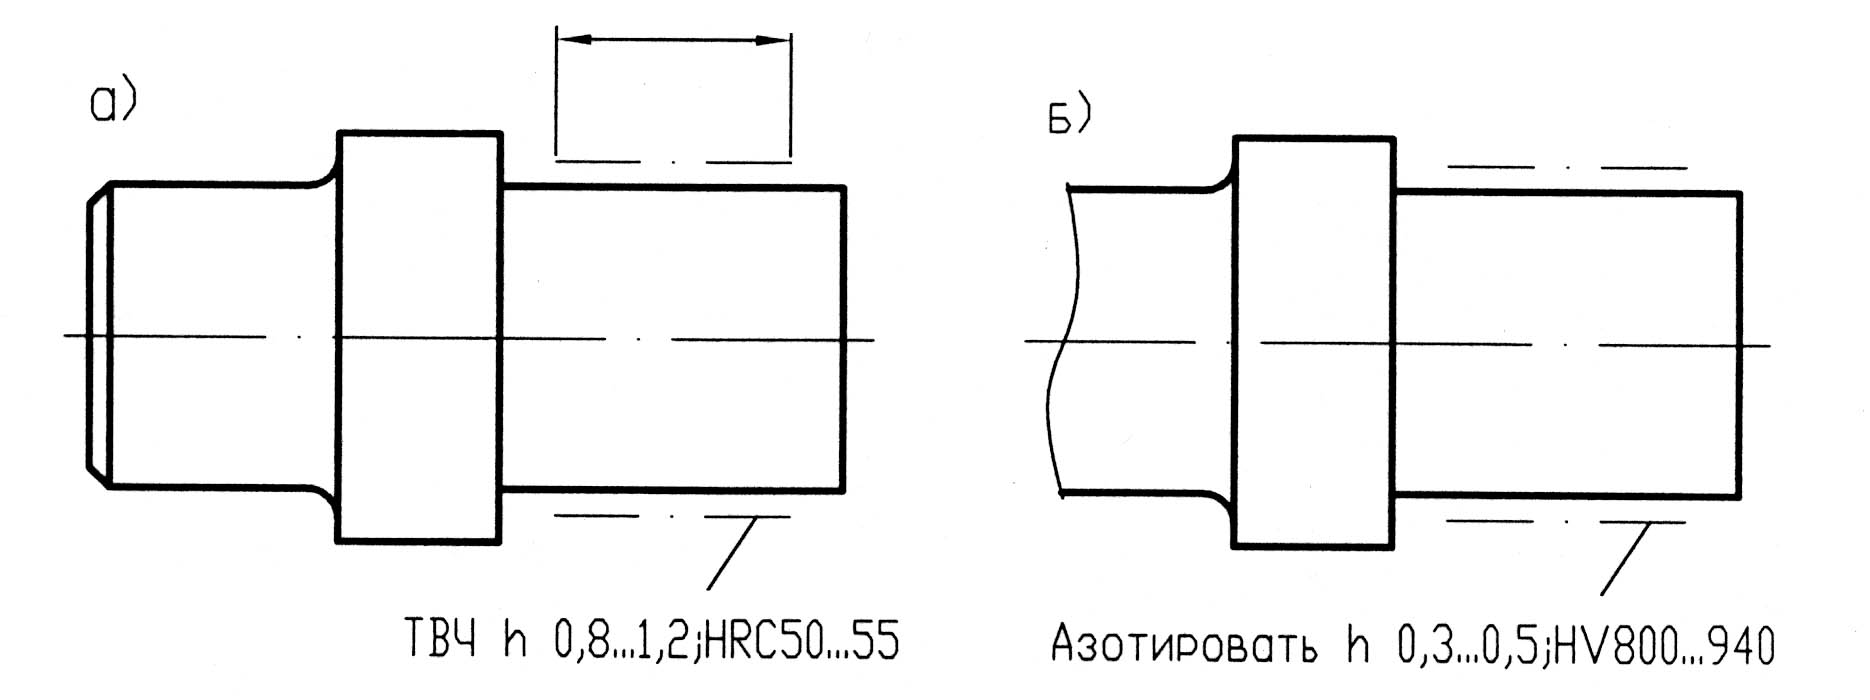 а)
Б)
ТВЧ h 0,8...1,2;HRC50...55
Азотировать h 0,3...0,5;HV800...940